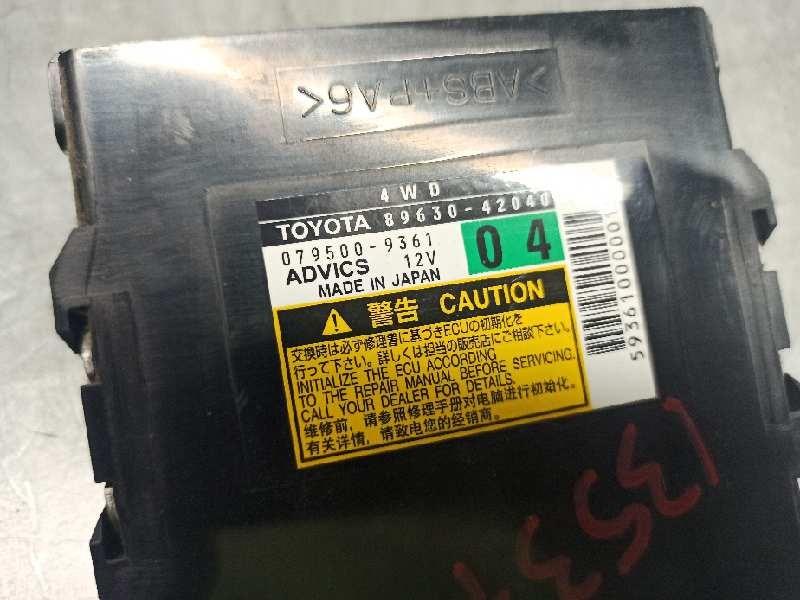 >ABS+PA6<
4WD
TOYOTA 89630-42040
079500-9361
04
ADVICS 12V
MADE IN JAPAN
警告 CAUTION
交換時は必ず修理書に基づきECUの初期化を
行って下さい。詳しくは担当の販売店にご相談下さい。
INITIALIZE THE ECU ACCORDING
TO THE REPAIR MANUAL BEFORE SERVICING.
CALL YOUR DEALER FOR DETAILS.
维修前，请参照修理手册对电脑进行初始化。
有关详情，请致电您的经销商。
59361000001